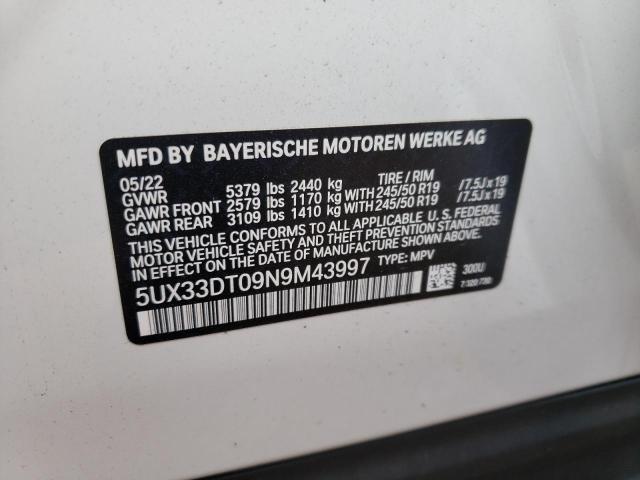 MFD BY BAYERISCHE MOTOREN WERKE AG
05/22 TIRE / RIM
GVWR 5379 lbs 2440 kg
GAWR FRONT 2579 lbs 1170 kg WITH 245/50 R19 /7.5J x 19
GAWR REAR 3109 lbs 1410 kg WITH 245/50 R19 /7.5J x 19
THIS VEHICLE CONFORMS TO ALL APPLICABLE U.S. FEDERAL
MOTOR VEHICLE SAFETY AND THEFT PREVENTION STANDARDS
IN EFFECT ON THE DATE OF MANUFACTURE SHOWN ABOVE.
5UX33DT09N9M43997 TYPE: MPV
300U